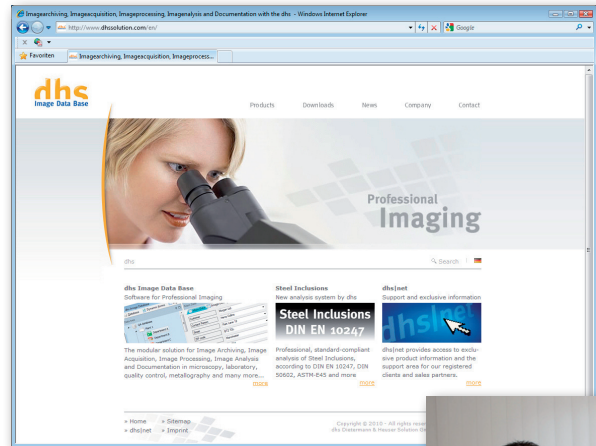 Imagearchiving, Imageacquisition, Imageprocessing, Imagenalysis and Documentation with the dhs - Windows Internet Explorer
http://www.dhssolution.com/en/
Google
Favoriten
Imagearchiving, Imageacquisition, Imageprocess...
dhs
Image Data Base
Products Downloads News Company Contact
Professional
Imaging
dhs
Search
dhs Image Data Base
Software for Professional Imaging
The modular solution for Image Archiving, Image
Acquisition, Image Processing, Image Analysis
and Documentation in microscopy, laboratory,
quality control, metallography and many more...
more
Steel Inclusions
New analysis system by dhs
Steel Inclusions
DIN EN 10247
Professional, standard-compliant
analysis of Steel Inclusions,
according to DIN EN 10247, DIN
50602, ASTM-E45 and more
more
dhs|net
Support and exclusive information
dhs|net
dhs|net provides access to exclu-
sive product information and the
support area for our registered
clients and sales partners.
more
» Home » Sitemap
» dhs|net » Imprint
Copyright © 2010 - All rights
dhs Dietermann & Heuser Solution